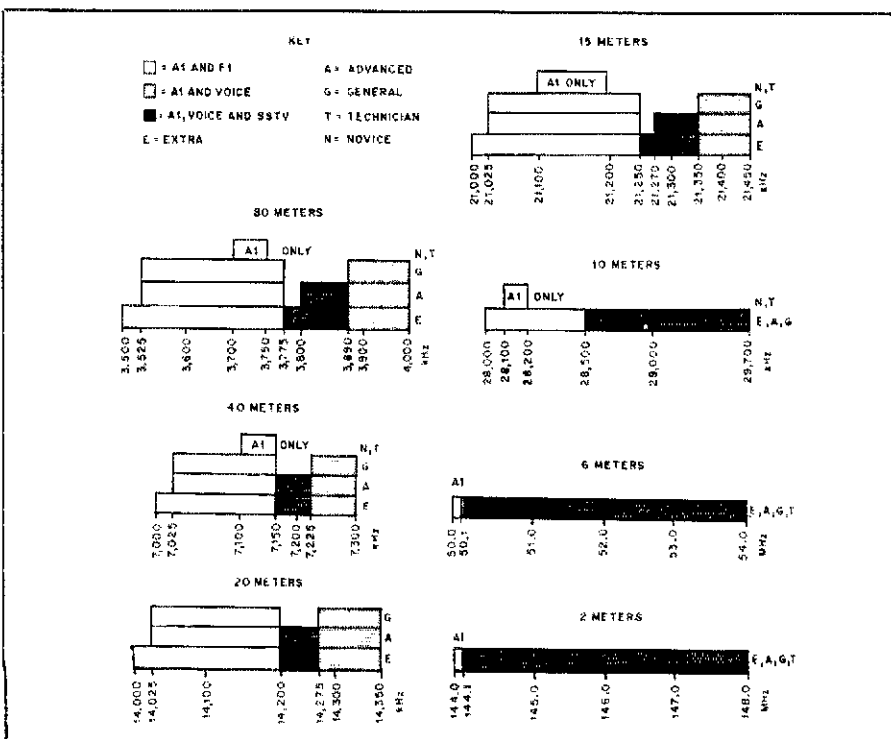 KEY
= A1 AND F1
= A1 AND VOICE
= A1, VOICE AND SSTV
E = EXTRA
A = ADVANCED
G = GENERAL
T = TECHNICIAN
N = NOVICE
80 METERS
A1 ONLY
N,T
G
A
E
3,500 3,525 3,600 3,700 3,750 3,775 3,800 3,890 3,900 4,000 kHz
40 METERS
A1 ONLY
N,T
G
A
E
7,000 7,025 7,100 7,150 7,200 7,225 7,300 kHz
20 METERS
G
A
E
14,000 14,025 14,100 14,200 14,275 14,300 14,350 kHz
15 METERS
A1 ONLY
N,T
G
A
E
21,000 21,025 21,100 21,200 21,250 21,270 21,300 21,350 21,400 21,450 kHz
10 METERS
A1 ONLY
N,T
E,A,G
28,000 28,100 28,200 28,500 29,000 29,700 kHz
6 METERS
A1
E,A,G,T
50.0 50.1 51.0 52.0 53.0 54.0 MHz
2 METERS
A1
E,A,G,T
144.0 144.1 145.0 146.0 147.0 148.0 MHz